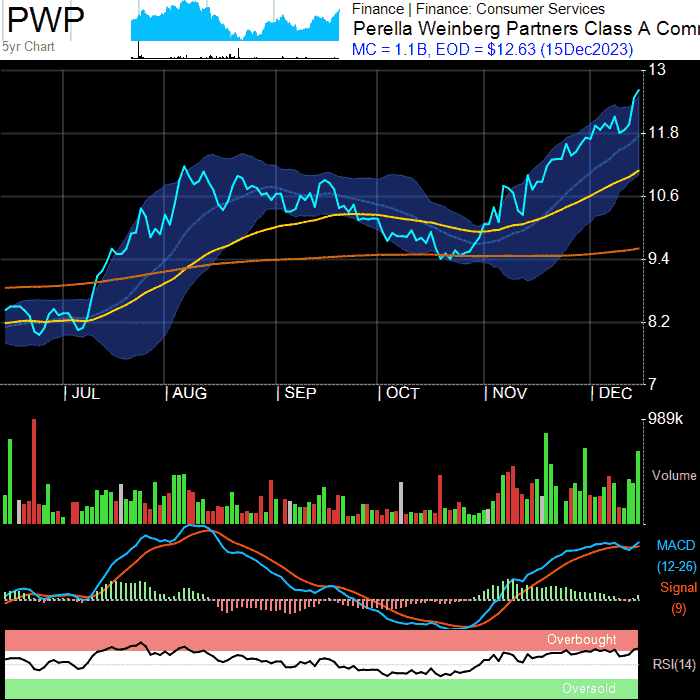 PWP
5yr Chart
Finance | Finance: Consumer Services
Perella Weinberg Partners Class A Com
MC = 1.1B, EOD = $12.63 (15Dec2023)
13
11.8
10.6
9.4
8.2
7
| JUL
| AUG
| SEP
| OCT
| NOV
| DEC
989k
Volume
MACD
(12-26)
Signal
(9)
Overbought
RSI(14)
Oversold